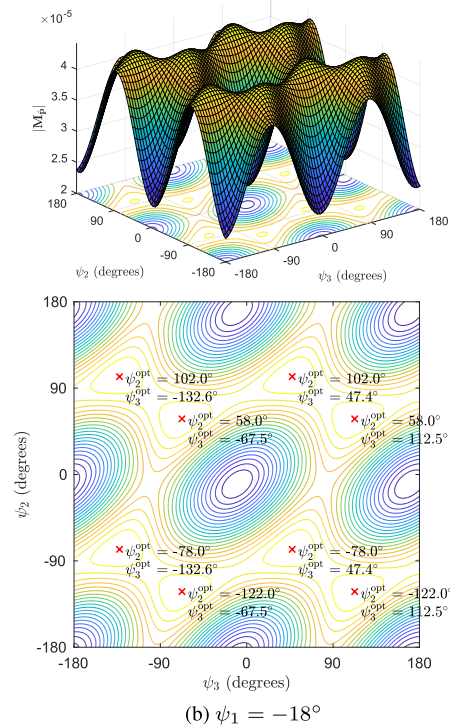 ×10⁻⁵
4
3.5
3
2.5
2
|M_ṗ|
180
90
0
-90
-180
ψ₂ (degrees)
-180
-90
0
90
180
ψ₃ (degrees)
180
90
0
-90
-180
ψ₂ (degrees)
ψ₂^opt = 102.0°
ψ₃^opt = -132.6°
ψ₂^opt = 102.0°
ψ₃^opt = 47.4°
ψ₂^opt = 58.0°
ψ₃^opt = -67.5°
ψ₂^opt = 58.0°
ψ₃^opt = 112.5°
ψ₂^opt = -78.0°
ψ₃^opt = -132.6°
ψ₂^opt = -78.0°
ψ₃^opt = 47.4°
ψ₂^opt = -122.0°
ψ₃^opt = -67.5°
ψ₂^opt = -122.0°
ψ₃^opt = 112.5°
-180 -90 0 90 180
ψ₃ (degrees)
(b) ψ₁ = −18°